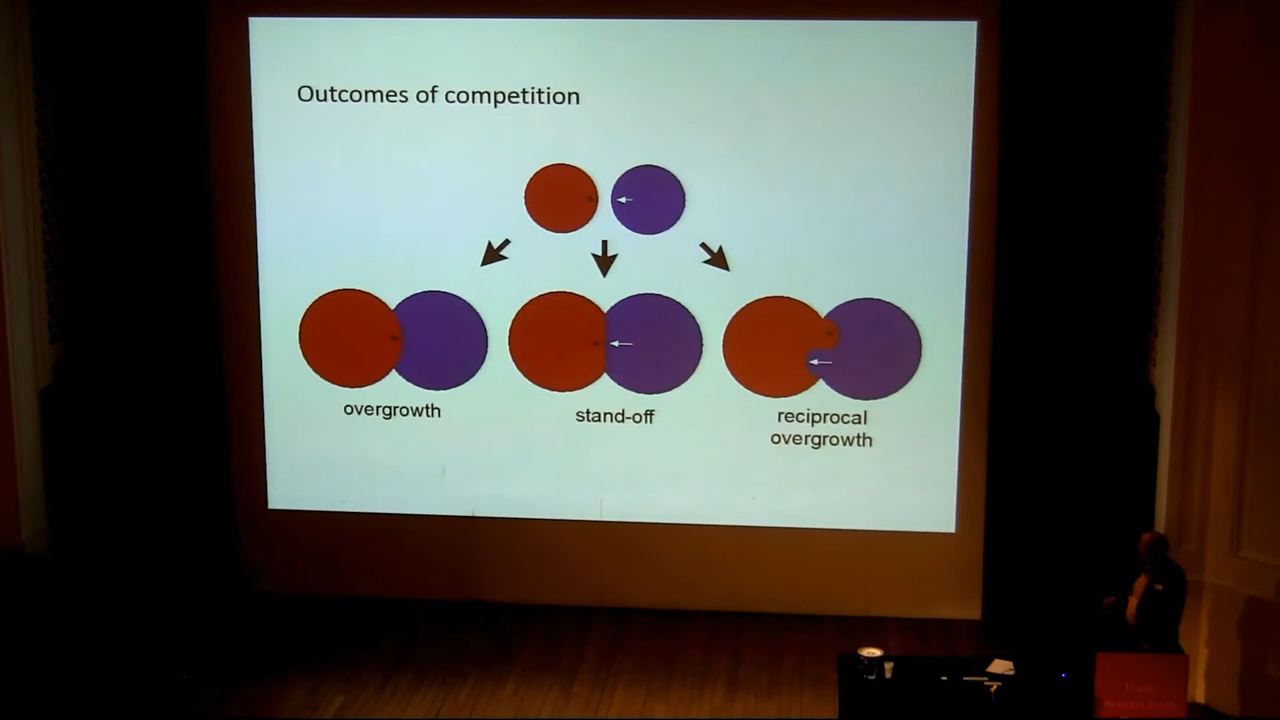 Outcomes of competition
overgrowth
stand-off
reciprocal
overgrowth